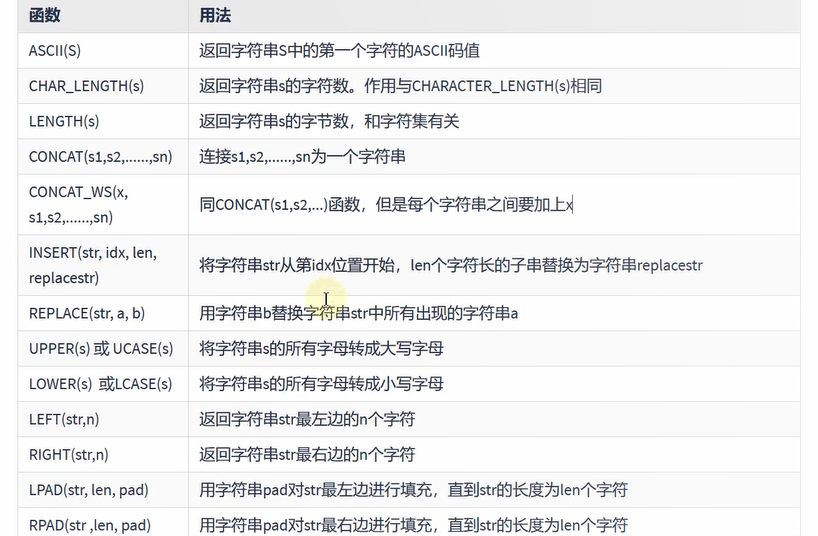 函数 用法
ASCII(S) 返回字符串S中的第一个字符的ASCII码值
CHAR_LENGTH(s) 返回字符串s的字符数。作用与CHARACTER_LENGTH(s)相同
LENGTH(s) 返回字符串s的字节数，和字符集有关
CONCAT(s1,s2,......,sn) 连接s1,s2,......,sn为一个字符串
CONCAT_WS(x,
s1,s2,......,sn)
同CONCAT(s1,s2,...)函数，但是每个字符串之间要加上x
INSERT(str, idx, len,
replacestr)
将字符串str从第idx位置开始，len个字符长的子串替换为字符串replacestr
REPLACE(str, a, b) 用字符串b替换字符串str中所有出现的字符串a
UPPER(s) 或 UCASE(s) 将字符串s的所有字母转成大写字母
LOWER(s) 或LCASE(s) 将字符串s的所有字母转成小写字母
LEFT(str,n) 返回字符串str最左边的n个字符
RIGHT(str,n) 返回字符串str最右边的n个字符
LPAD(str, len, pad) 用字符串pad对str最左边进行填充，直到str的长度为len个字符
RPAD(str ,len, pad) 用字符串pad对str最右边进行填充，直到str的长度为len个字符